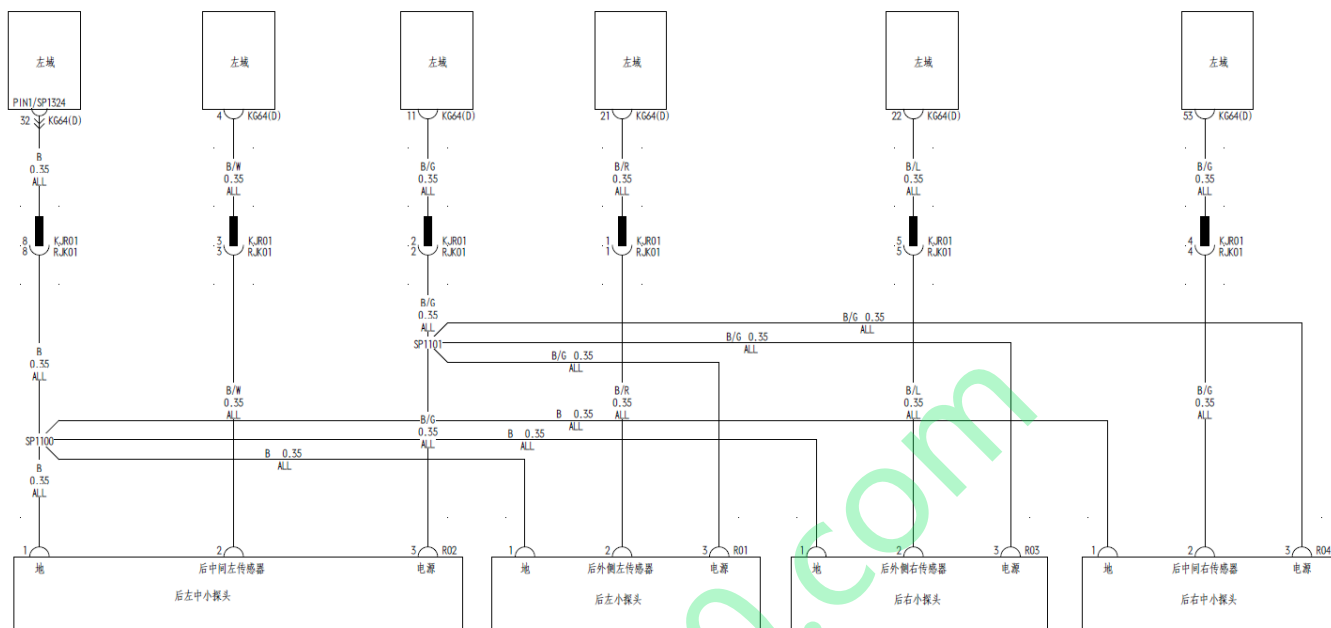 左域 左域 左域 左域 左域 左域
PIN1/SP1324
32 KG64(D) 4 KG64(D) 11 KG64(D) 21 KG64(D) 22 KG64(D) 53 KG64(D)
B B/W B/G B/R B/L B/G
0.35 0.35 0.35 0.35 0.35 0.35
ALL ALL ALL ALL ALL ALL
8 KJR01 3 KJR01 2 KJR01 1 KJR01 5 KJR01 4 KJR01
8 RJK01 3 RJK01 2 RJK01 1 RJK01 5 RJK01 4 RJK01
B/G
0.35
ALL
B/G 0.35
ALL
SP1101
B/G 0.35
ALL
B/G 0.35
ALL
B
0.35
ALL
B/W B/R B/L B/G
0.35 0.35 0.35 0.35
ALL ALL ALL ALL
B/G
0.35
ALL
B 0.35
ALL
SP1100
B 0.35
ALL
B 0.35
ALL
B
0.35
ALL
1 2 3 R02 1 2 3 R01 1 2 3 R03 1 2 3 R04
地 后中间左传感器 电源 地 后外侧左传感器 电源 地 后外侧右传感器 电源 地 后中间右传感器 电源
后左中小探头 后左小探头 后右小探头 后右中小探头
.com